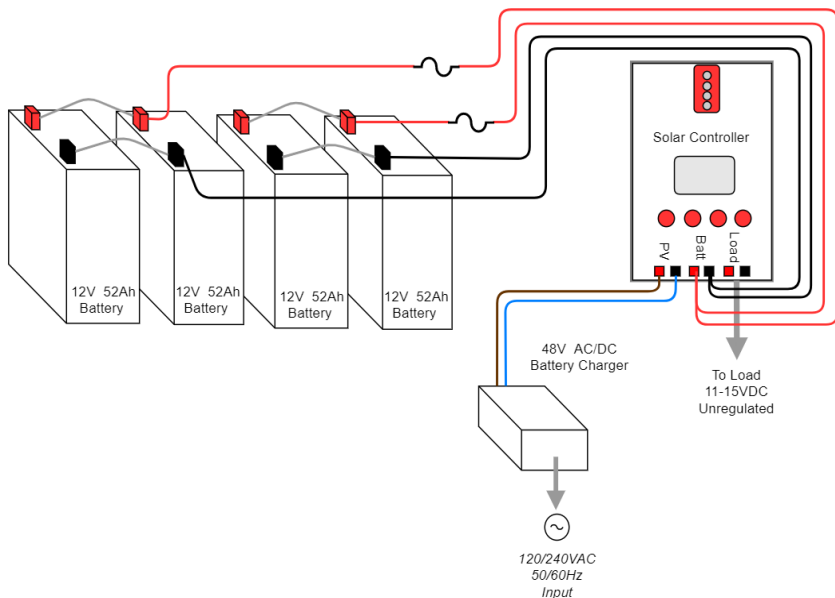 Solar Controller
PV
Batt
Load
12V 52Ah
Battery
12V 52Ah
Battery
12V 52Ah
Battery
12V 52Ah
Battery
48V AC/DC
Battery Charger
To Load
11-15VDC
Unregulated
120/240VAC
50/60Hz
Input